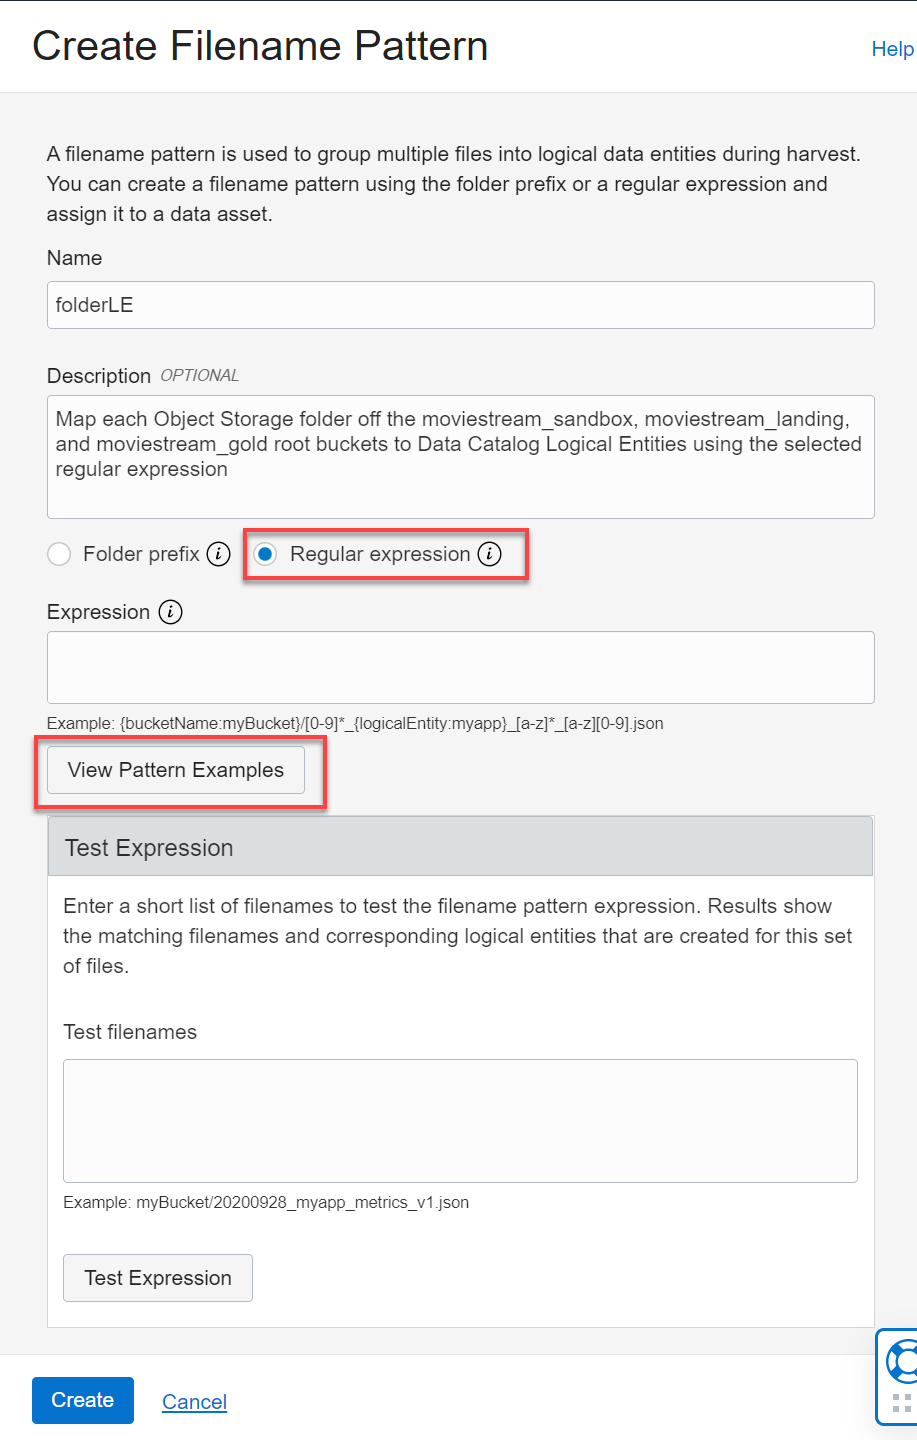 Create Filename Pattern
Help
A filename pattern is used to group multiple files into logical data entities during harvest.
You can create a filename pattern using the folder prefix or a regular expression and
assign it to a data asset.
Name
folderLE
Description OPTIONAL
Map each Object Storage folder off the moviestream_sandbox, moviestream_landing,
and moviestream_gold root buckets to Data Catalog Logical Entities using the selected
regular expression
Folder prefix i Regular expression i
Expression i
Example: {bucketName:myBucket}/[0-9]*_{logicalEntity:myapp}_[a-z]*_[a-z][0-9].json
View Pattern Examples
Test Expression
Enter a short list of filenames to test the filename pattern expression. Results show
the matching filenames and corresponding logical entities that are created for this set
of files.
Test filenames
Example: myBucket/20200928_myapp_metrics_v1.json
Test Expression
Create Cancel